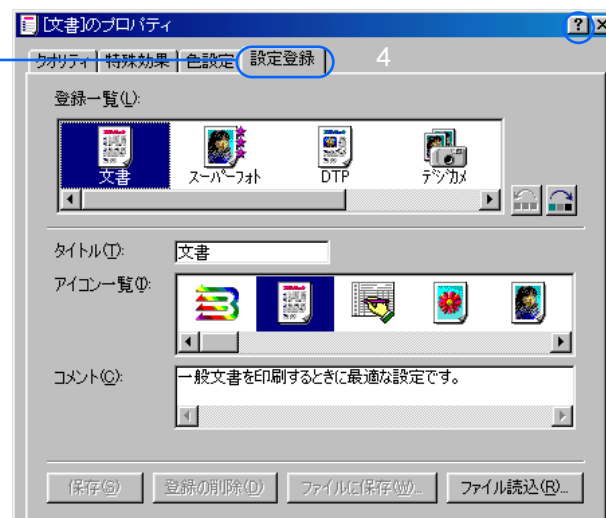 [文書]のプロパティ
クオリティ 特殊効果 色設定 設定登録 4
登録一覧(L):
文書 スーパーフォト DTP デジカメ
タイトル(T): 文書
アイコン一覧(I):
コメント(C): 一般文書を印刷するときに最適な設定です。
保存(S) 登録の削除(D) ファイルに保存(W)... ファイル読込(R)...